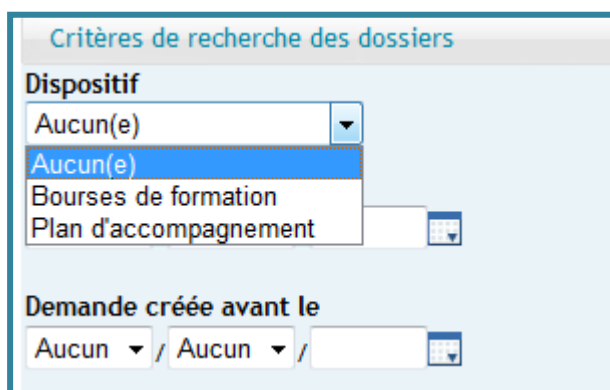 Critères de recherche des dossiers
Dispositif
Aucun(e)
Aucun(e)
Bourses de formation
Plan d'accompagnement
Demande créée avant le
Aucun / Aucun /